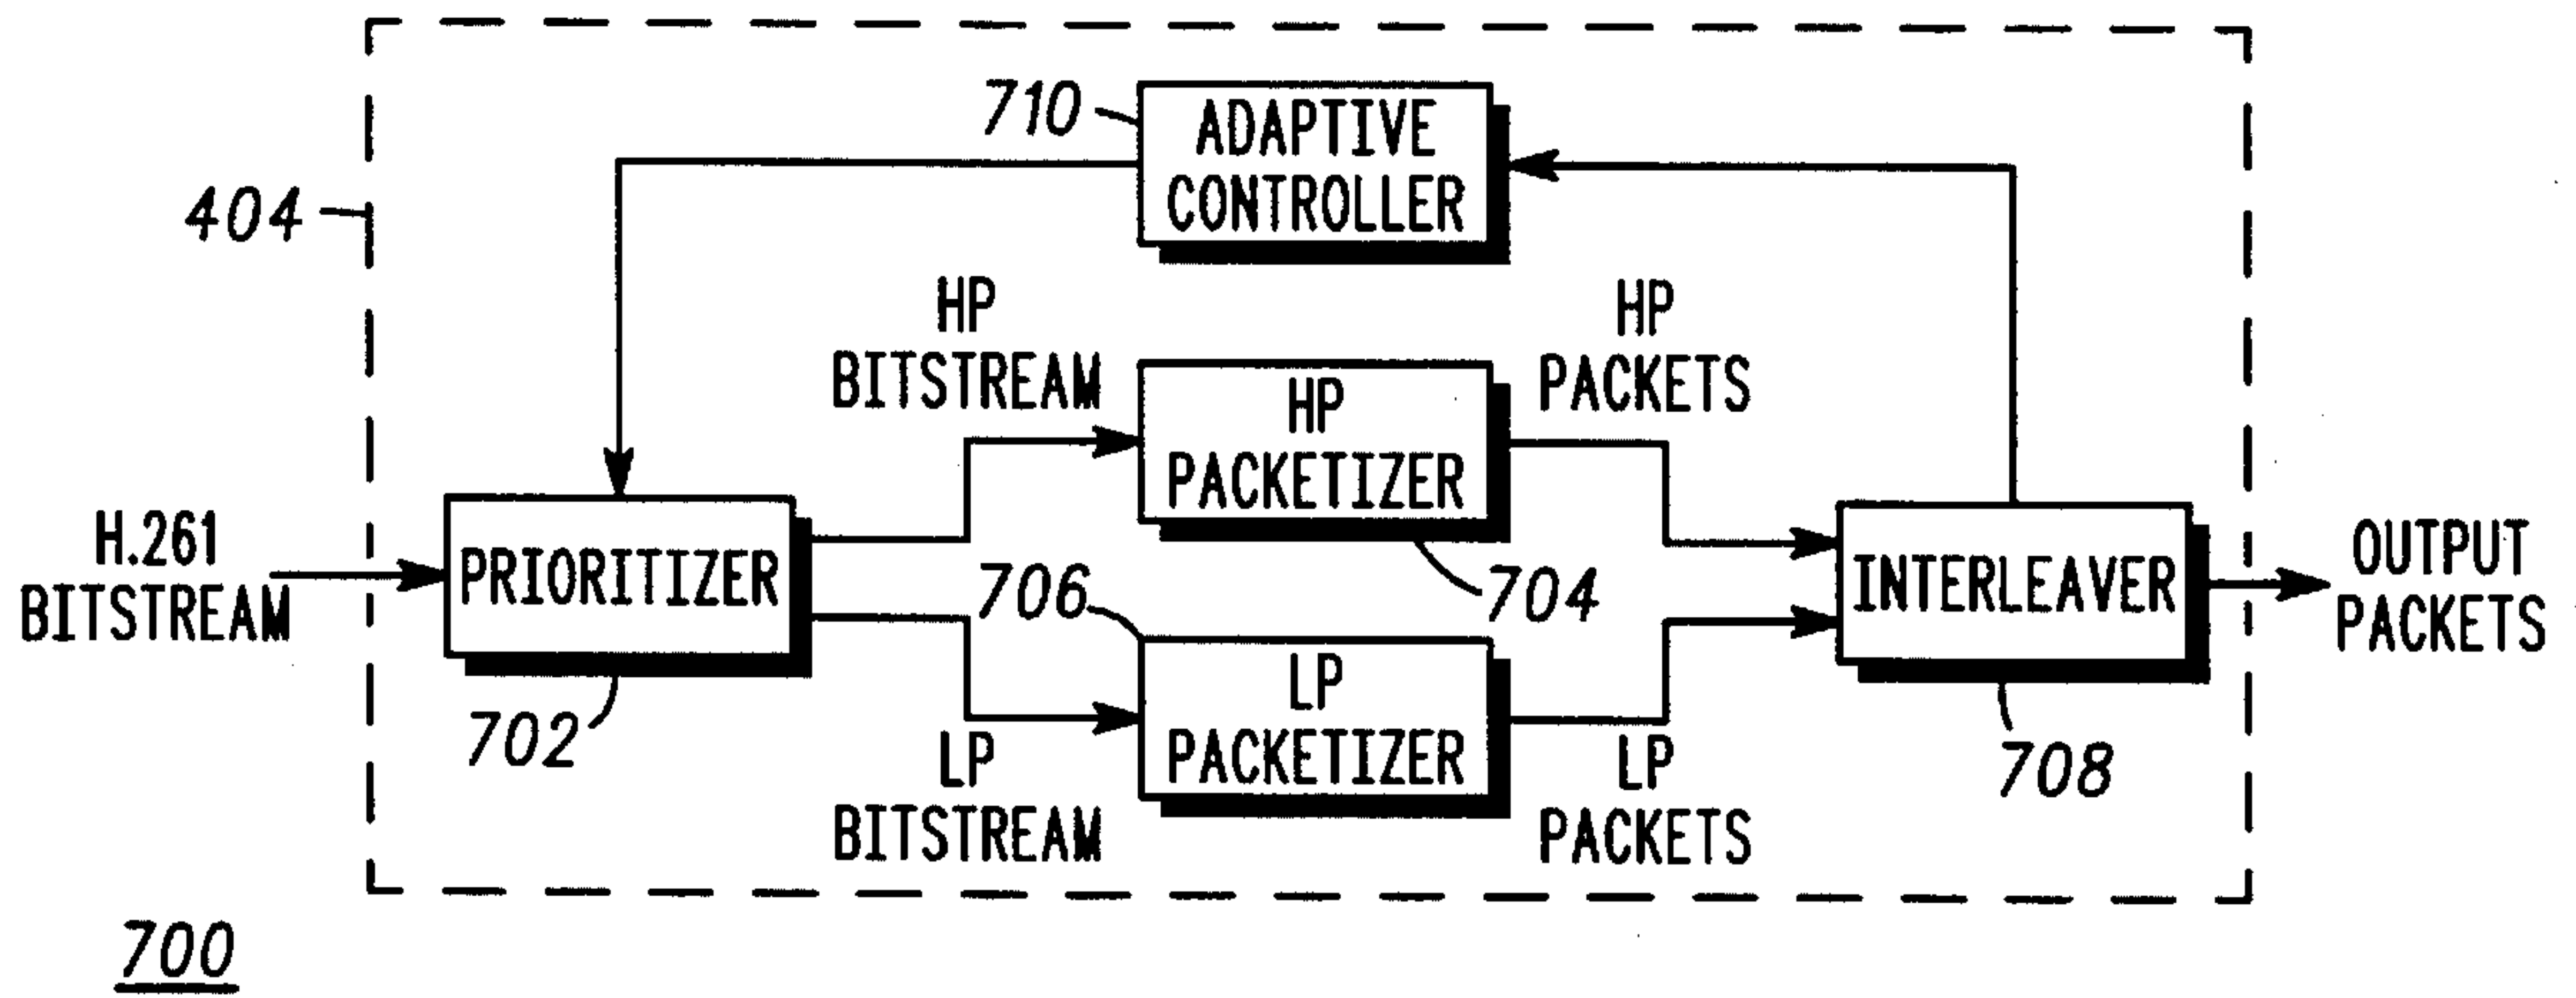 710
ADAPTIVE
CONTROLLER
404
HP
BITSTREAM
HP
PACKETS
HP
PACKETIZER
H.261
BITSTREAM
PRIORITIZER
706
704
INTERLEAVER
OUTPUT
PACKETS
702
LP
BITSTREAM
LP
PACKETIZER
LP
PACKETS
708
700